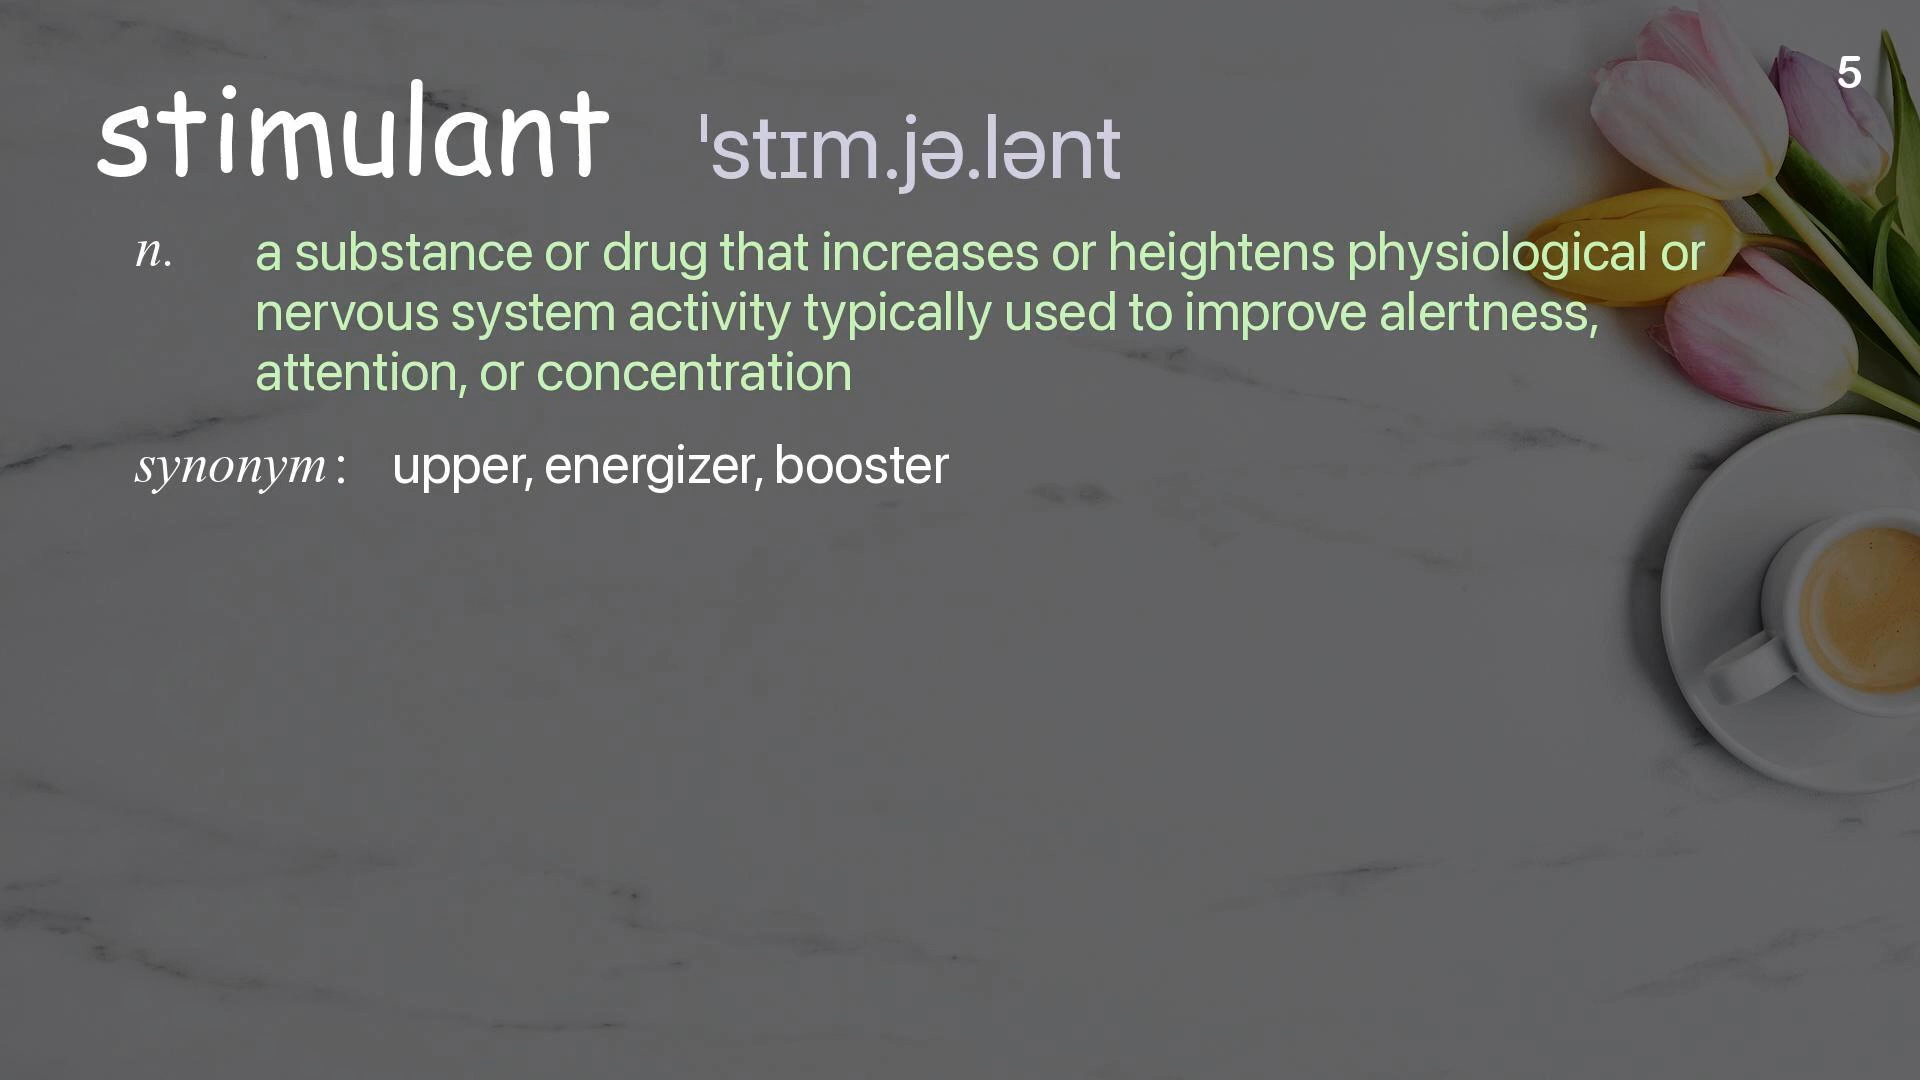 5
stimulant ˈstɪm.jə.lənt
n. a substance or drug that increases or heightens physiological or
nervous system activity typically used to improve alertness,
attention, or concentration
synonym: upper, energizer, booster